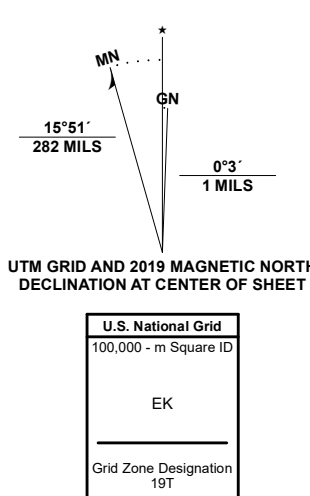 ★
MN
GN
15°51´
282 MILS
0°3´
1 MILS
UTM GRID AND 2019 MAGNETIC NORTH
DECLINATION AT CENTER OF SHEET
U.S. National Grid
100,000 - m Square ID
EK
Grid Zone Designation
19T